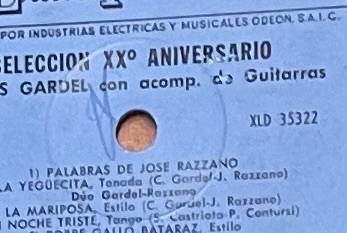 POR INDUSTRIAS ELECTRICAS Y MUSICALES ODEON, S.A.I.C.
SELECCION XXº ANIVERSARIO
S GARDEL con acomp. de Guitarras
XLD 35322
1) PALABRAS DE JOSE RAZZANO
LA YEGÜECITA, Tonada (C. Gardel-J. Razzano)
Dúo Gardel-Razzano
LA MARIPOSA, Estilo (C. Gardel-J. Razzano)
NOCHE TRISTE, Tango (S. Castriota-P. Contursi)
POBRE GALLO BATARAZ, Estilo